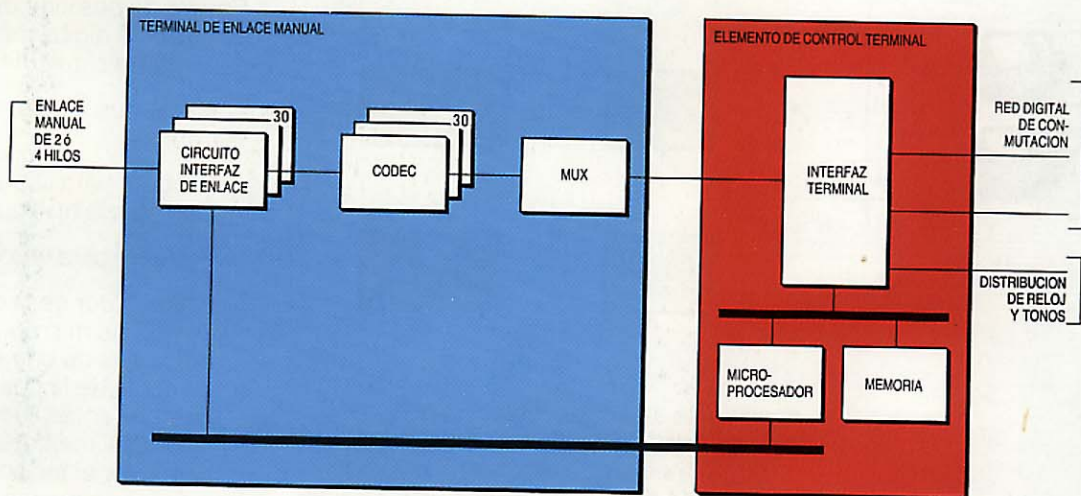 TERMINAL DE ENLACE MANUAL
ELEMENTO DE CONTROL TERMINAL
ENLACE
MANUAL
DE 2 ó
4 HILOS
30
CIRCUITO
INTERFAZ
DE ENLACE
30
CODEC
MUX
INTERFAZ
TERMINAL
RED DIGITAL
DE CON-
MUTACION
DISTRIBUCION
DE RELOJ
Y TONOS
MICRO-
PROCESADOR
MEMORIA